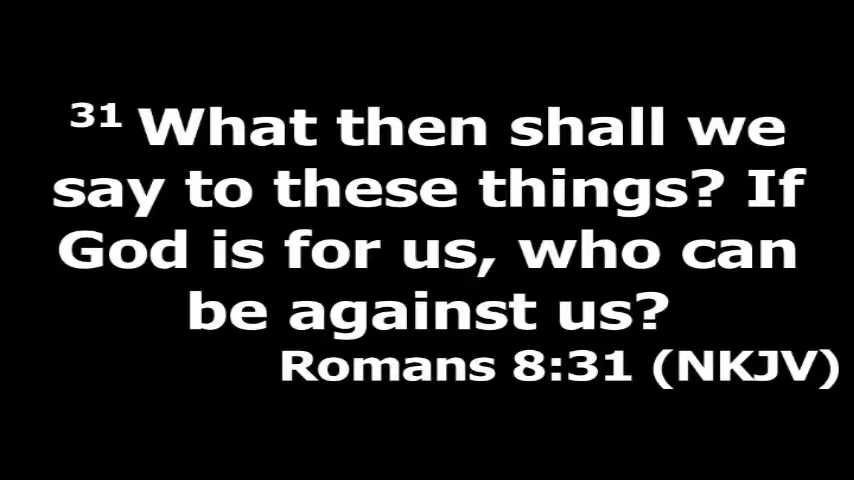 31 What then shall we
say to these things? If
God is for us, who can
be against us?
Romans 8:31 (NKJV)